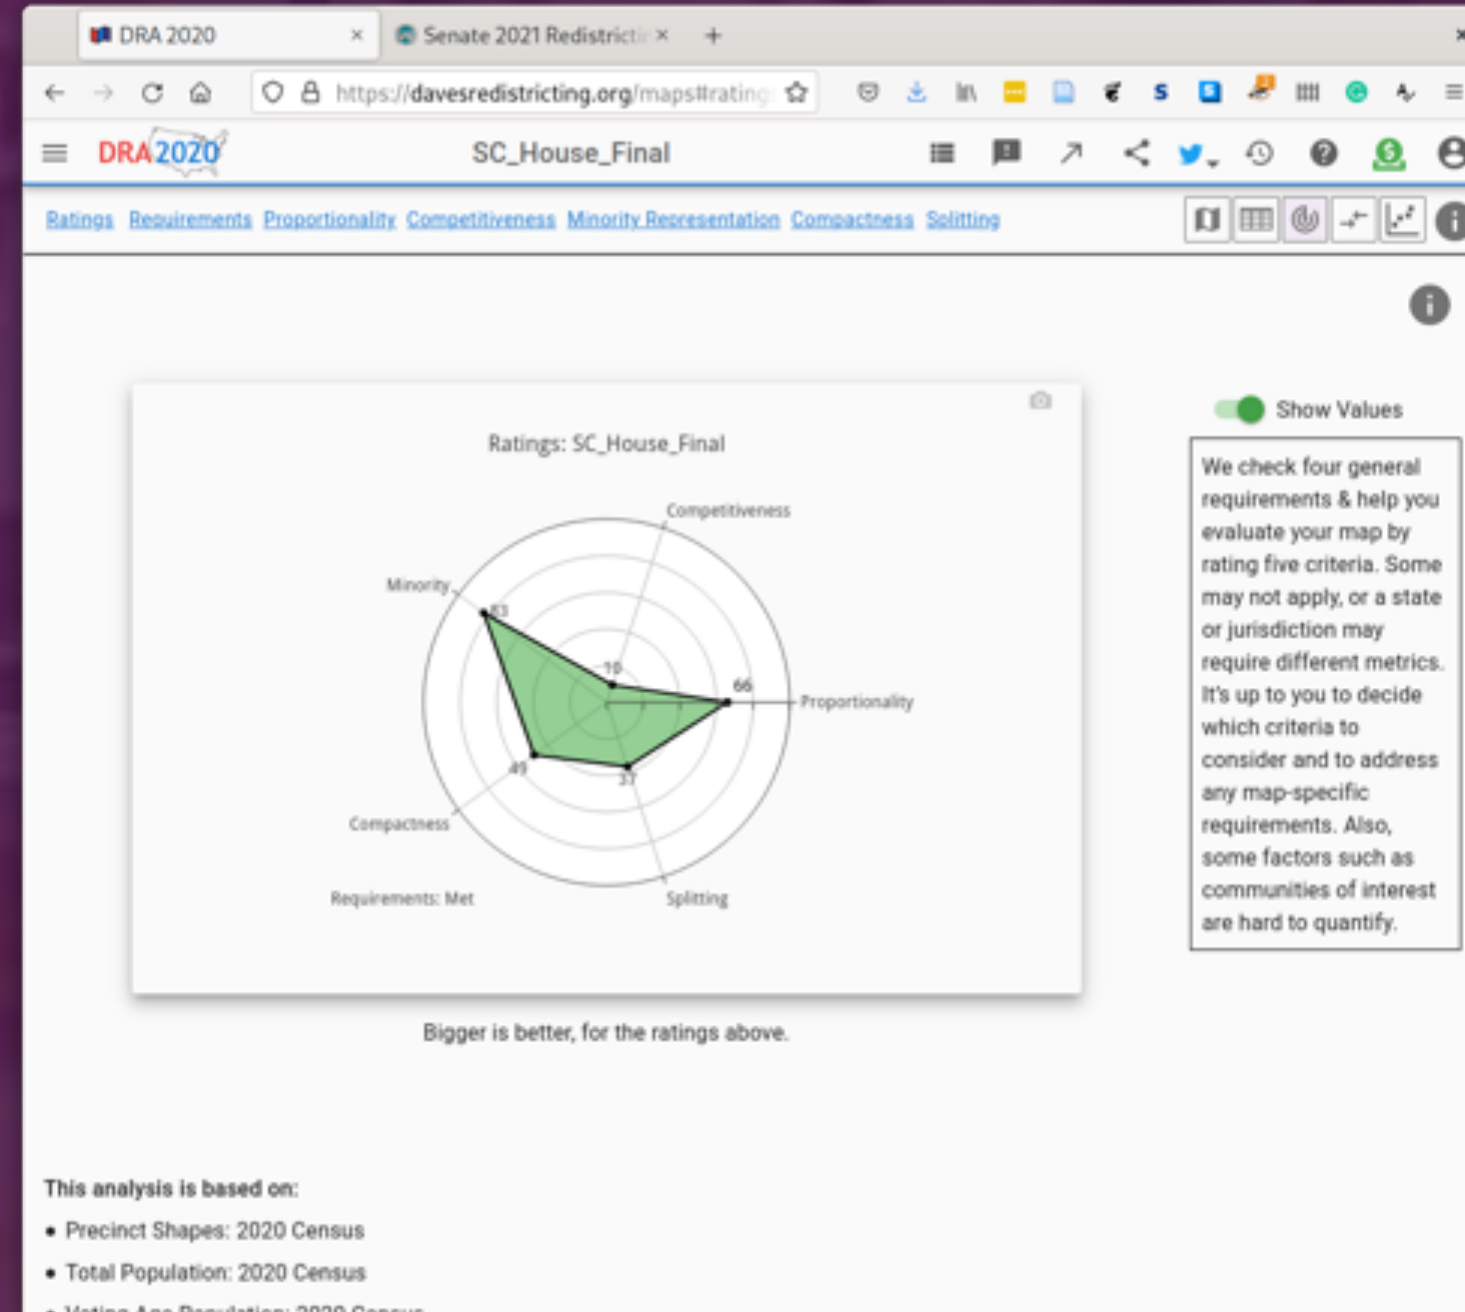 DRA 2020
Senate 2021 Redistricti
https://davesredistricting.org/maps#rating
DRA2020
SC_House_Final
Ratings Requirements Proportionality Competitiveness Minority Representation Compactness Splitting
Show Values
We check four general
requirements & help you
evaluate your map by
rating five criteria. Some
may not apply, or a state
or jurisdiction may
require different metrics.
It's up to you to decide
which criteria to
consider and to address
any map-specific
requirements. Also,
some factors such as
communities of interest
are hard to quantify.
Ratings: SC_House_Final
Competitiveness
Minority
83
10
66
Proportionality
49
37
Compactness
Requirements: Met
Splitting
Bigger is better, for the ratings above.
This analysis is based on:
• Precinct Shapes: 2020 Census
• Total Population: 2020 Census
• Voting Age Population: 2020 Census